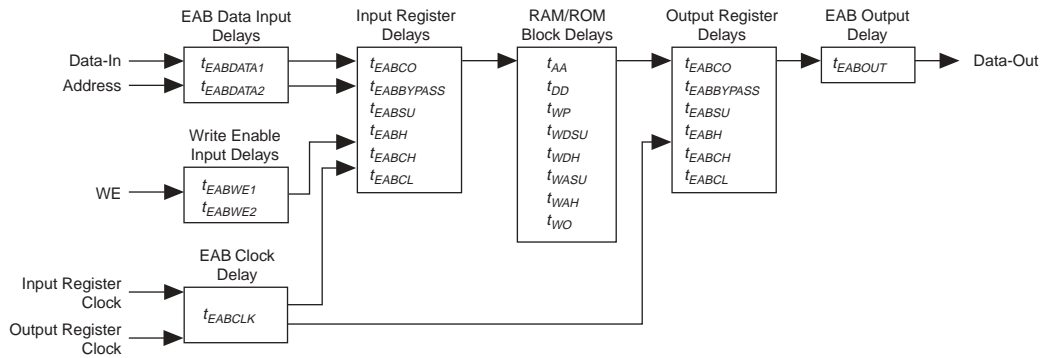 EAB Data Input
Delays
Data-In
Address
tEABDATA1
tEABDATA2
Write Enable
Input Delays
WE
tEABWE1
tEABWE2
EAB Clock
Delay
Input Register
Clock
Output Register
Clock
tEABCLK
Input Register
Delays
tEABCO
tEABBYPASS
tEABSU
tEABH
tEABCH
tEABCL
RAM/ROM
Block Delays
tAA
tDD
tWP
tWDSU
tWDH
tWASU
tWAH
tWO
Output Register
Delays
tEABCO
tEABBYPASS
tEABSU
tEABH
tEABCH
tEABCL
EAB Output
Delay
tEABOUT
Data-Out